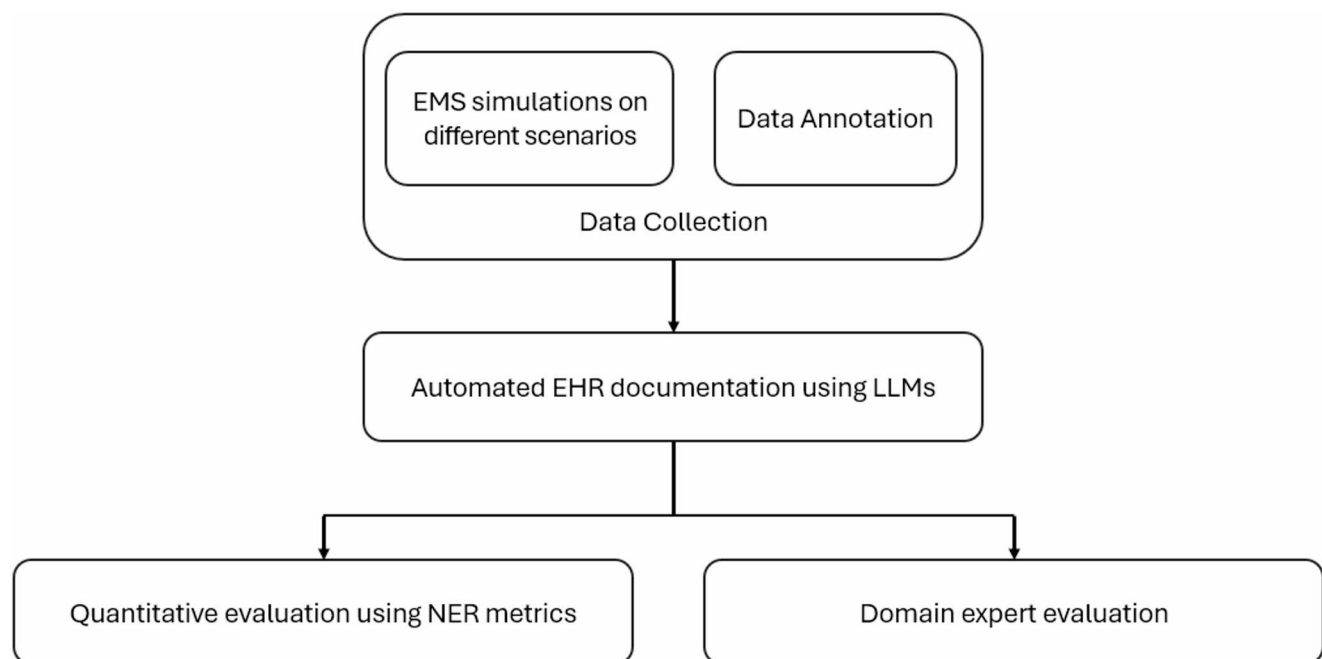 EMS simulations on
different scenarios
Data Annotation
Data Collection
Automated EHR documentation using LLMs
Quantitative evaluation using NER metrics
Domain expert evaluation